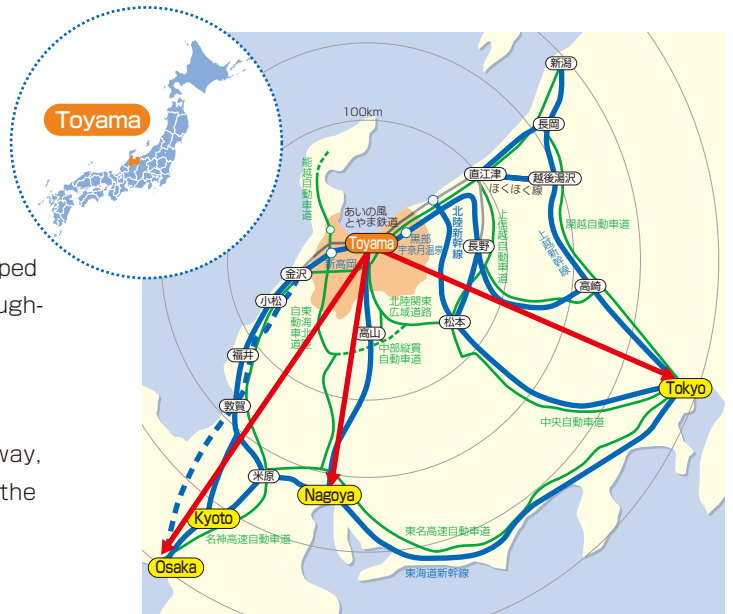 Toyama
ped
ugh-
way,
the
100km
新潟
長岡
直江津
越後湯沢
ほくほく線
能越自動車道
あいの風
とやま鉄道
Toyama
黒部
宇奈月温泉
新高岡
北陸新幹線
上信越自動車道
長野
上越新幹線
関越自動車道
高崎
金沢
小松
福井
敦賀
東海北陸
自動車道
北陸関東
広域道路
高山
中部縦貫
自動車道
松本
Tokyo
中央自動車道
米原
Nagoya
Kyoto
名神高速自動車道
Osaka
東名高速自動車道
東海道新幹線